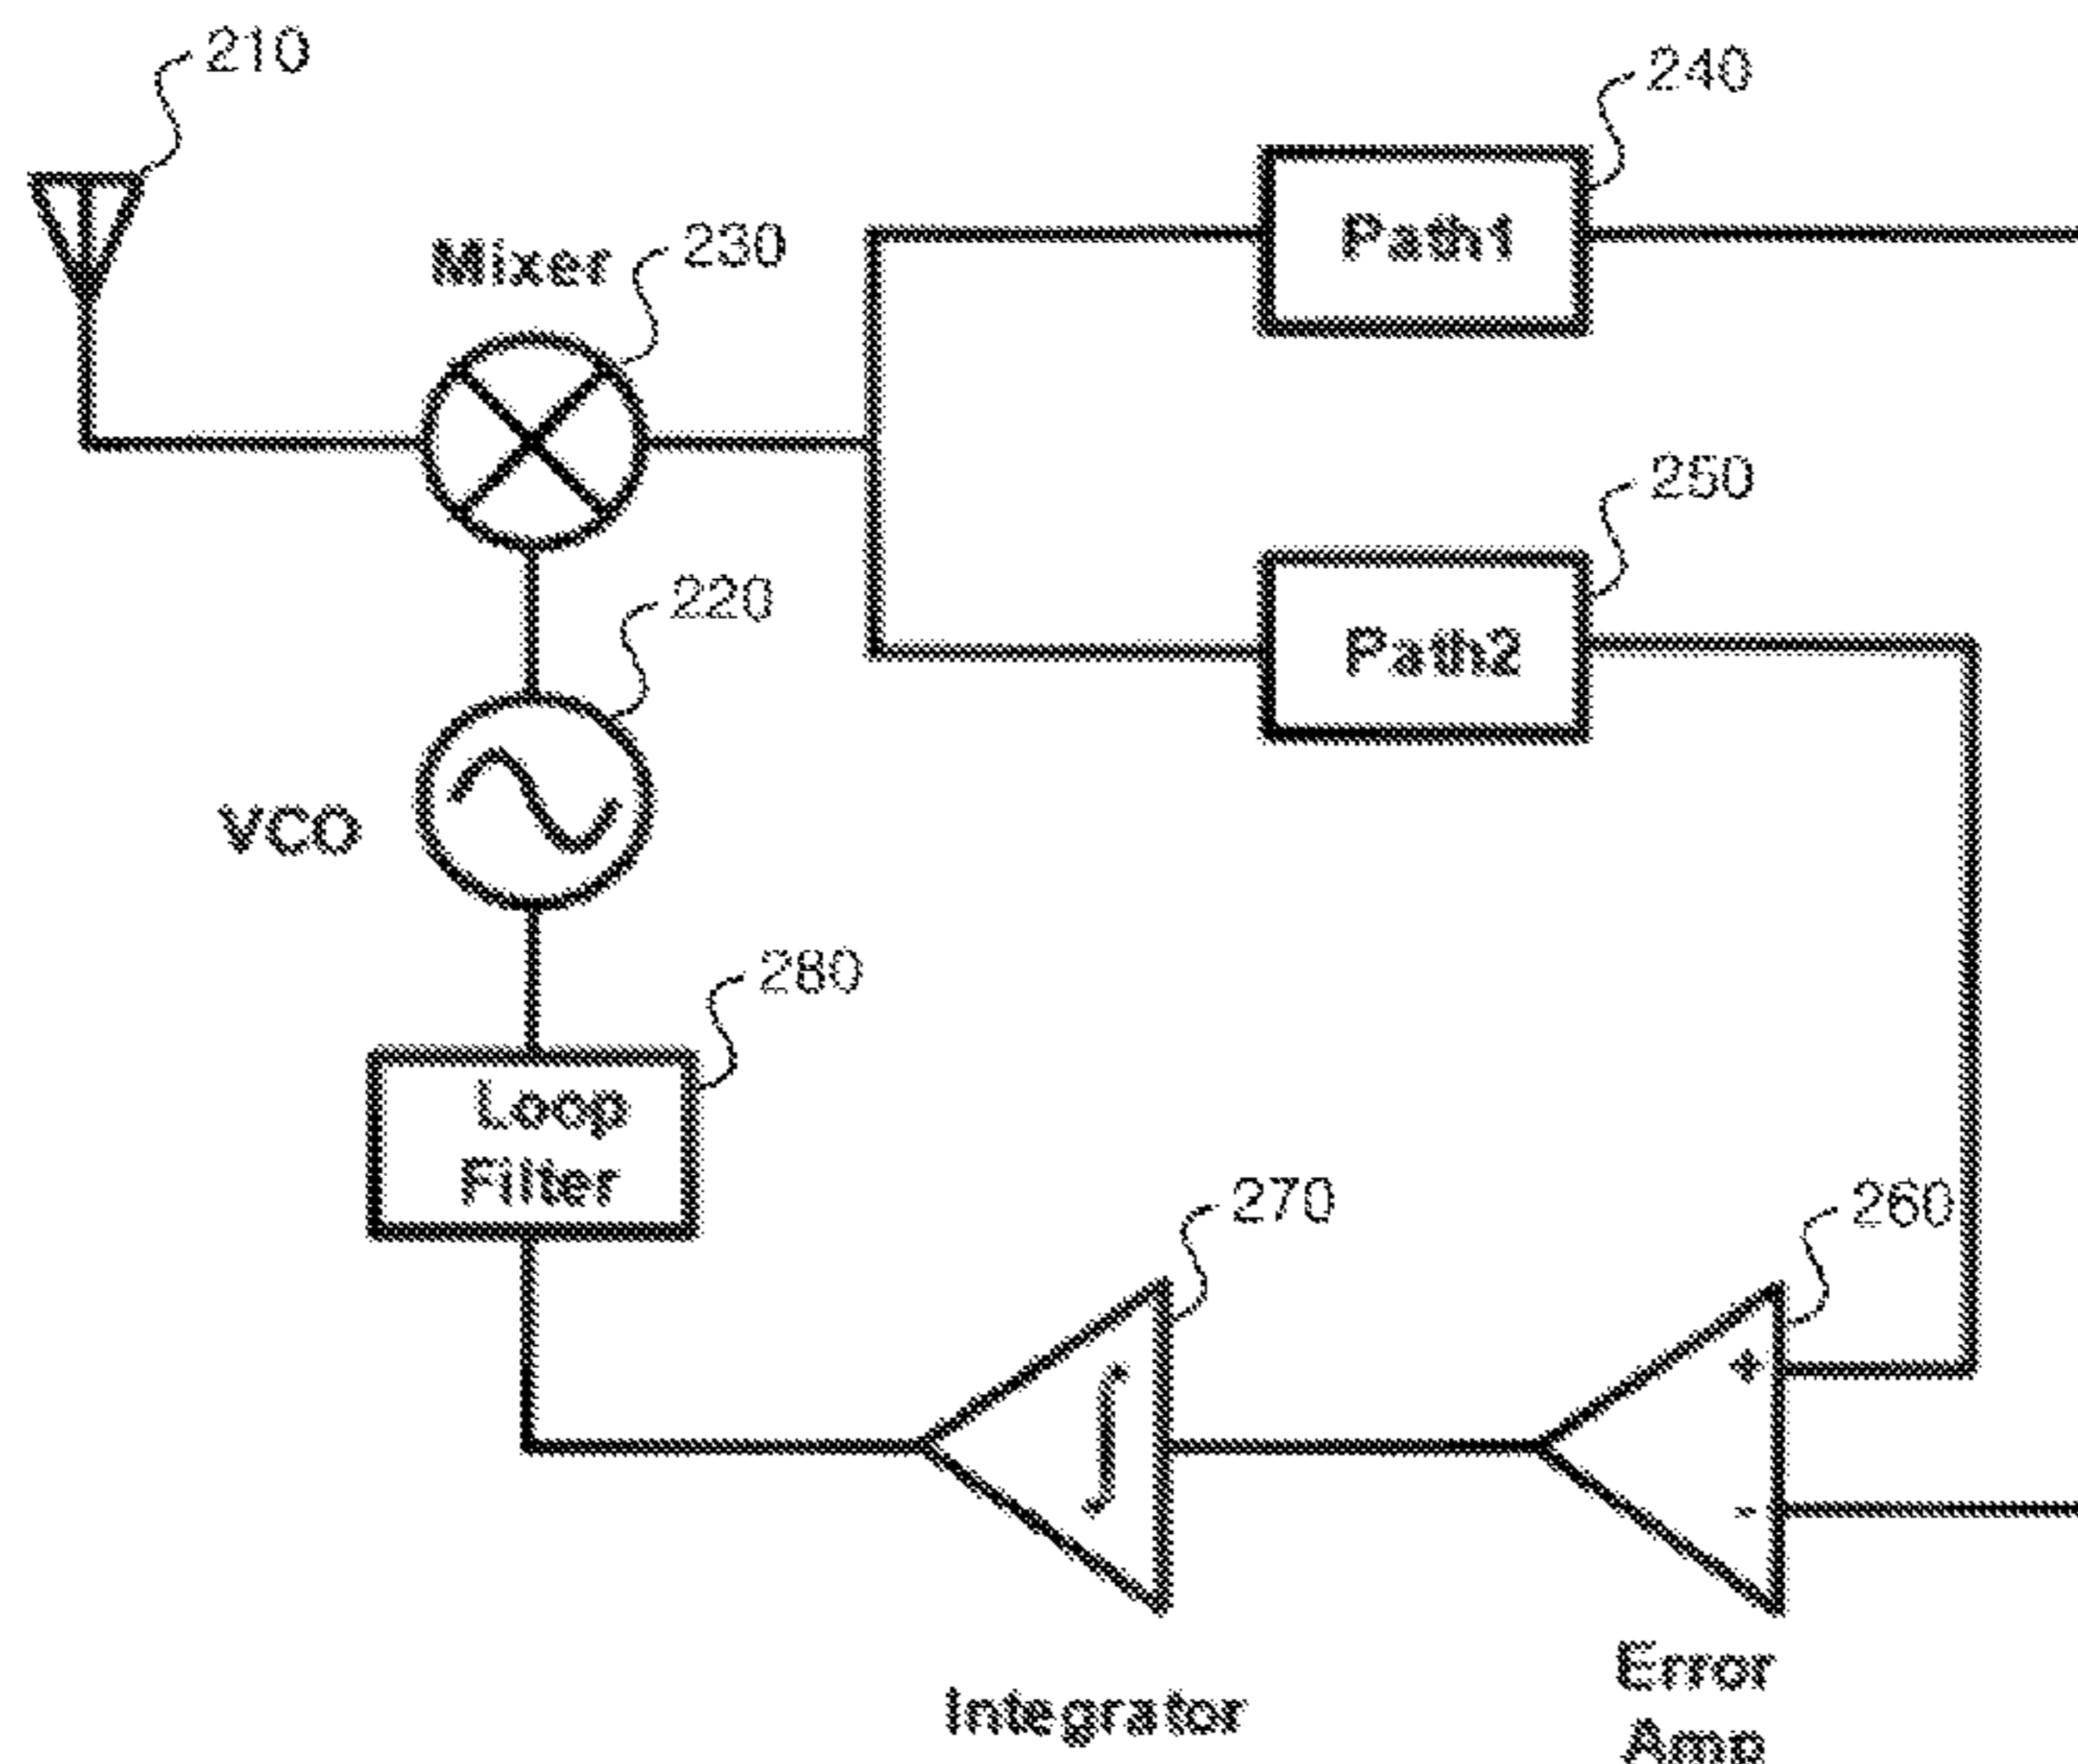 210
240
Mixer
230
Path1
250
220
Path2
VCO
280
Loop
Filter
270
260
+
-
Integrator
Error
Amp